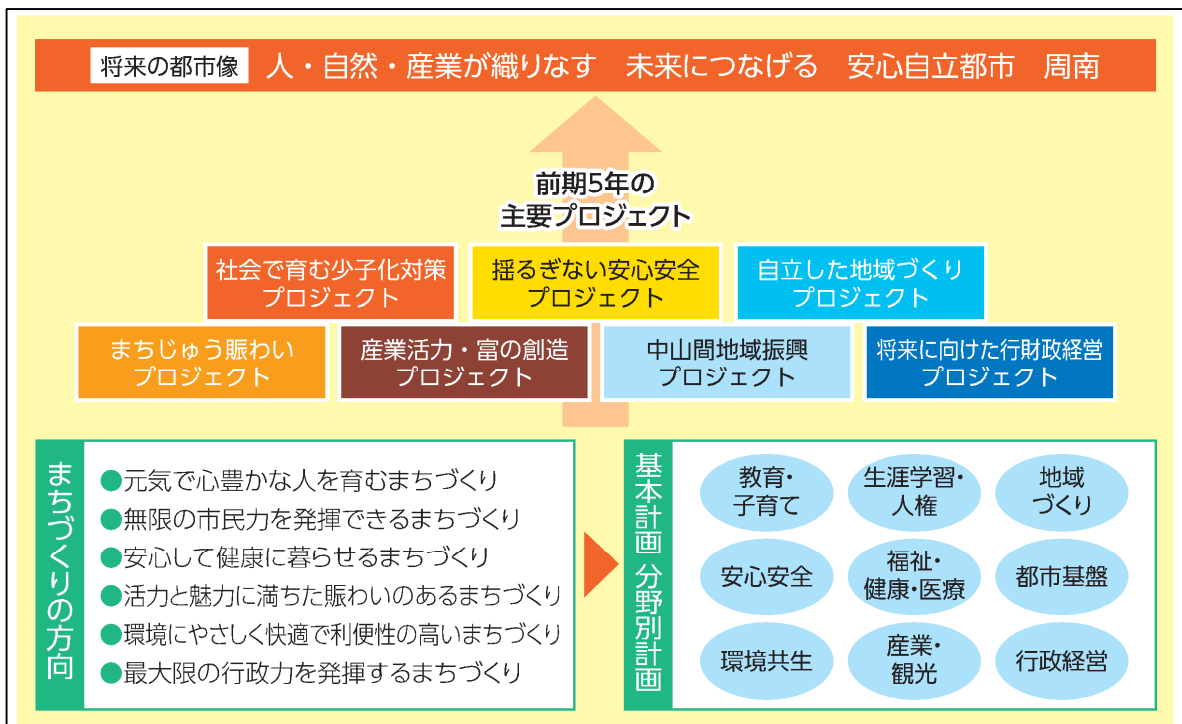 将来の都市像 人・自然・産業が織りなす 未来につなげる 安心自立都市 周南
前期5年の
主要プロジェクト
社会で育む少子化対策
プロジェクト
揺るぎない安心安全
プロジェクト
自立した地域づくり
プロジェクト
まちじゅう賑わい
プロジェクト
産業活力・富の創造
プロジェクト
中山間地域振興
プロジェクト
将来に向けた行財政経営
プロジェクト
まちづくりの方向
●元気で心豊かな人を育むまちづくり
●無限の市民力を発揮できるまちづくり
●安心して健康に暮らせるまちづくり
●活力と魅力に満ちた賑わいのあるまちづくり
●環境にやさしく快適で利便性の高いまちづくり
●最大限の行政力を発揮するまちづくり
基本計画 分野別計画
教育・
子育て
生涯学習・
人権
地域
づくり
安心安全
福祉・
健康・医療
都市基盤
環境共生
産業・
観光
行政経営